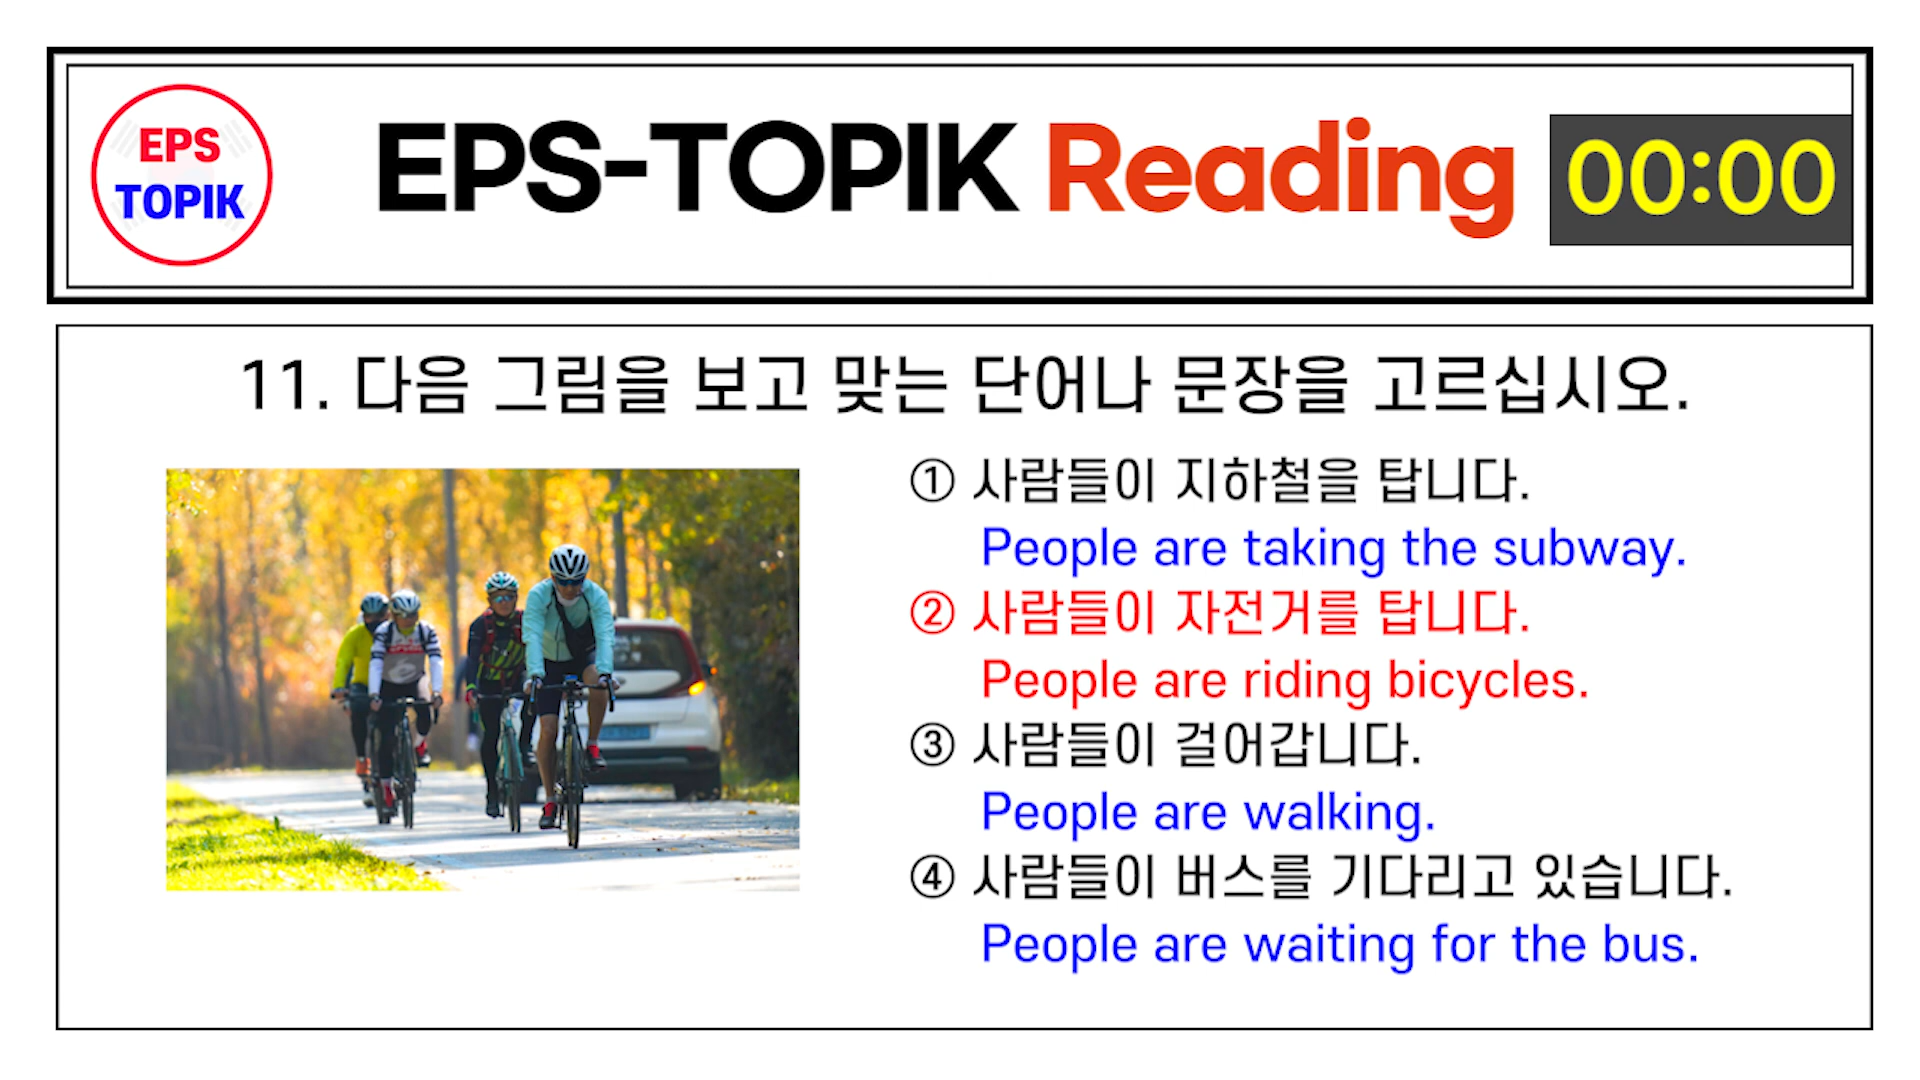 EPS
TOPIK
EPS-TOPIK Reading
00:00
11. 다음 그림을 보고 맞는 단어나 문장을 고르십시오.
① 사람들이 지하철을 탑니다.
People are taking the subway.
② 사람들이 자전거를 탑니다.
People are riding bicycles.
③ 사람들이 걸어갑니다.
People are walking.
④ 사람들이 버스를 기다리고 있습니다.
People are waiting for the bus.